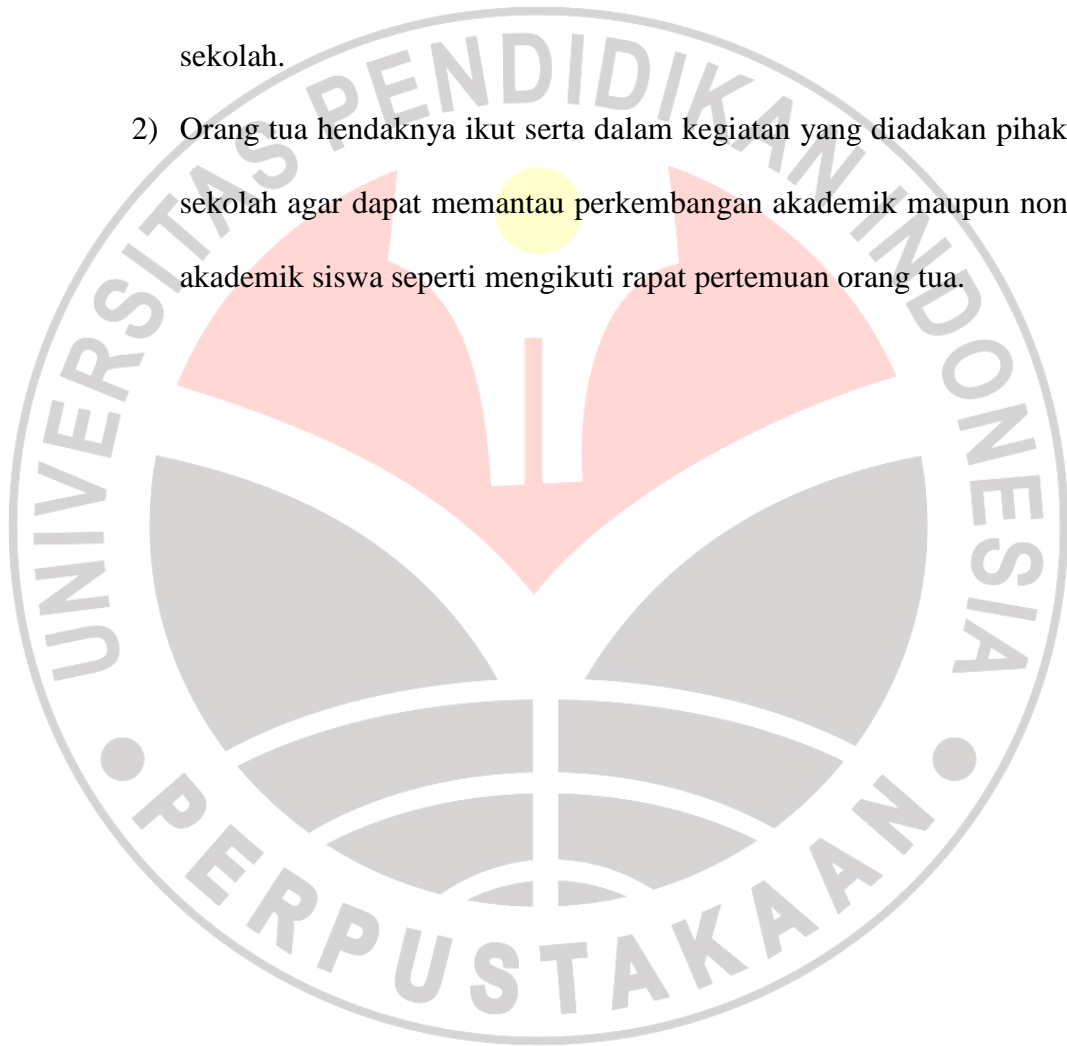 sekolah.
2) Orang tua hendaknya ikut serta dalam kegiatan yang diadakan pihak
sekolah agar dapat memantau perkembangan akademik maupun non
akademik siswa seperti mengikuti rapat pertemuan orang tua.
UNIVERSITAS PENDIDIKAN INDONESIA
PERPUSTAKAAN